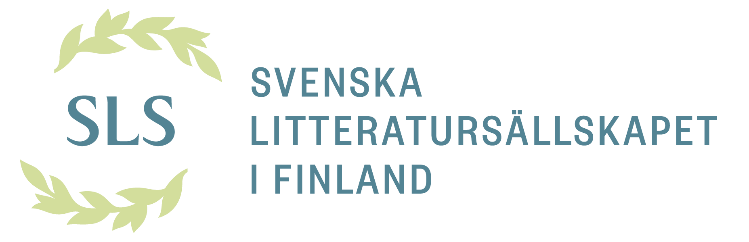 SLS
SVENSKA
LITTERATURSÄLLSKAPET
I FINLAND